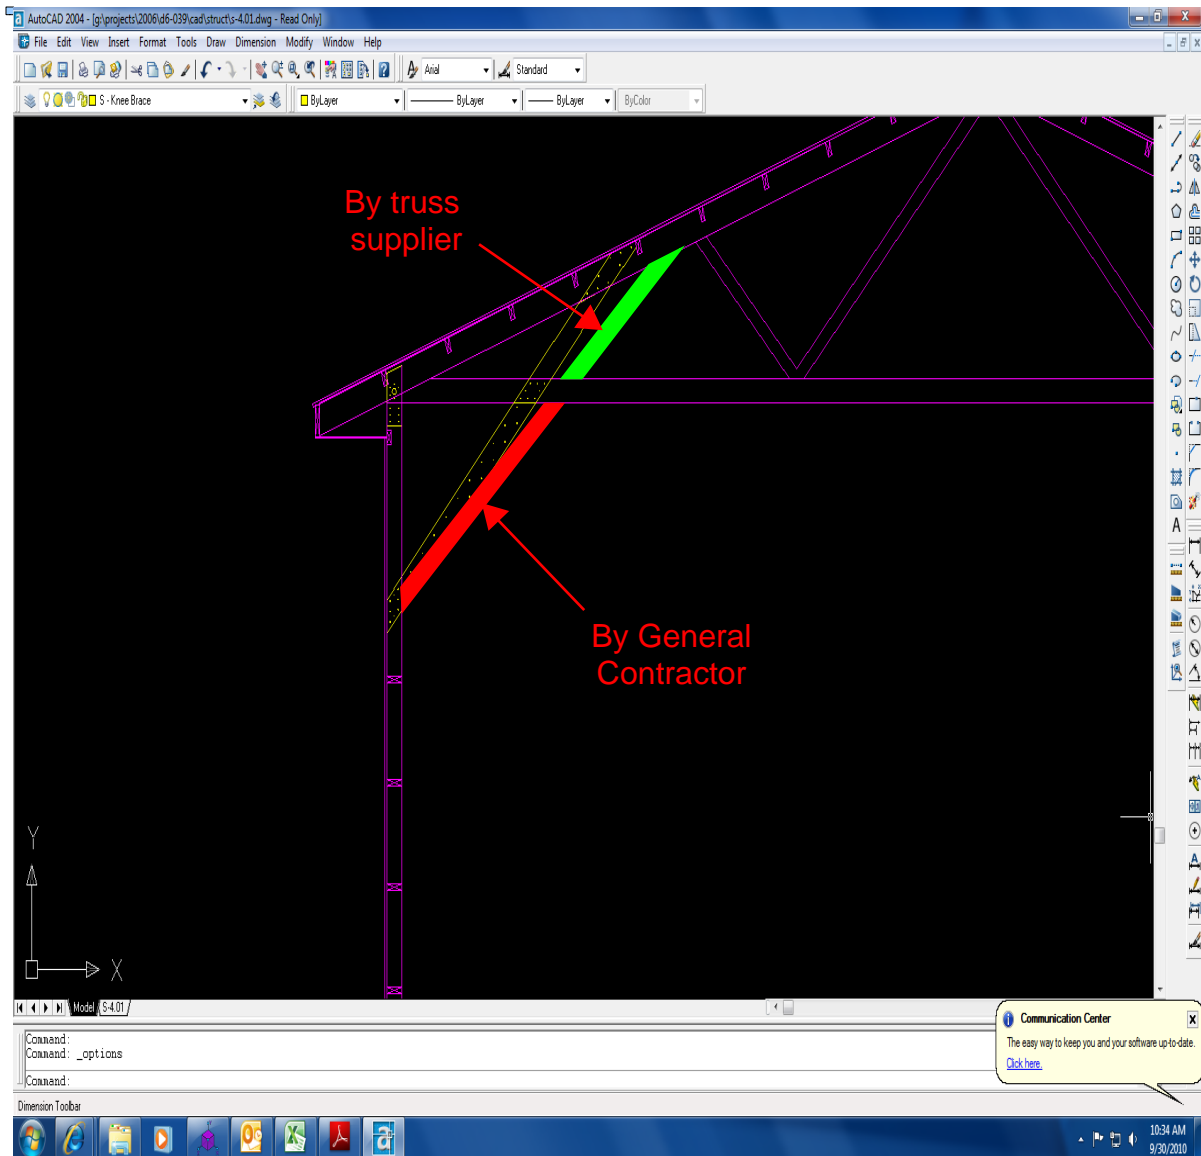 AutoCAD 2004 - [g:\projects\2006\d6-039\cad\struct\s-4.01.dwg - Read Only]
File Edit View Insert Format Tools Draw Dimension Modify Window Help
Arial Standard
S - Knee Brace ByLayer ByLayer ByLayer ByColor
By truss
supplier
By General
Contractor
Y
X
Model S-4.01
Communication Center
The easy way to keep you and your software up-to-date.
Click here.
Command:
Command: _options
Command:
Dimension Toolbar
10:34 AM
9/30/2010